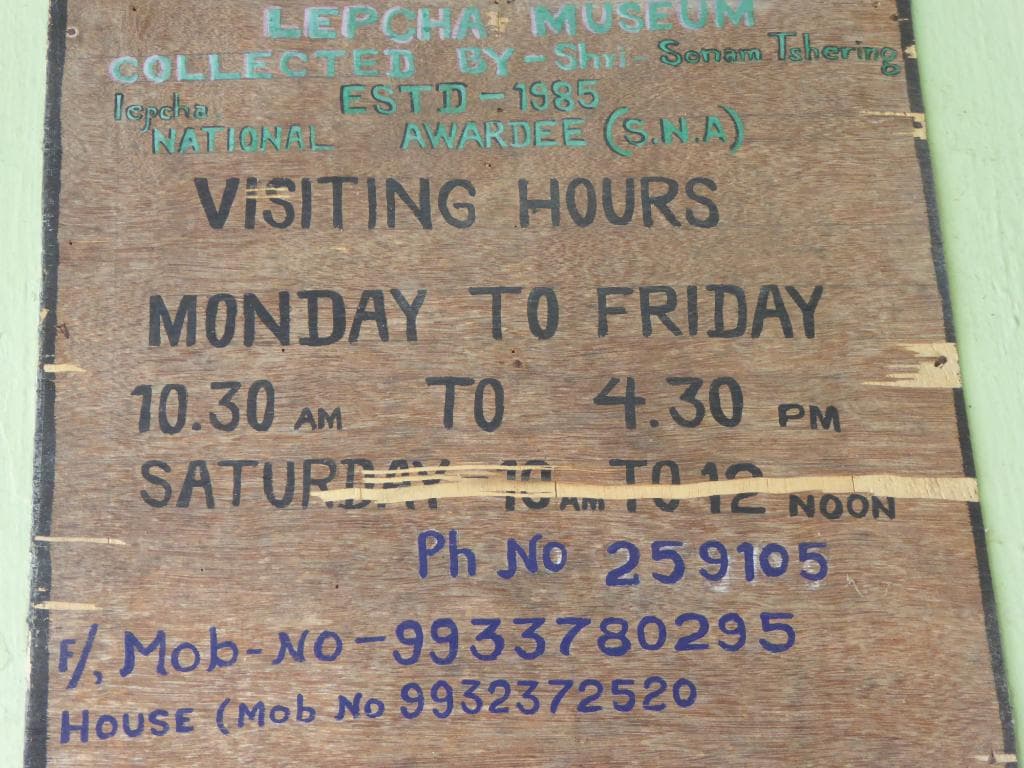 LEPCHA MUSEUM
COLLECTED BY - Shri - Sonam Tshering
lepcha ESTD - 1985
NATIONAL AWARDEE (S.N.A)
VISITING HOURS
MONDAY TO FRIDAY
10.30 AM TO 4.30 PM
SATURDAY - 10 AM TO 12 NOON
Ph No 259105
F/, Mob-No - 9933780295
HOUSE (Mob No 9932372520